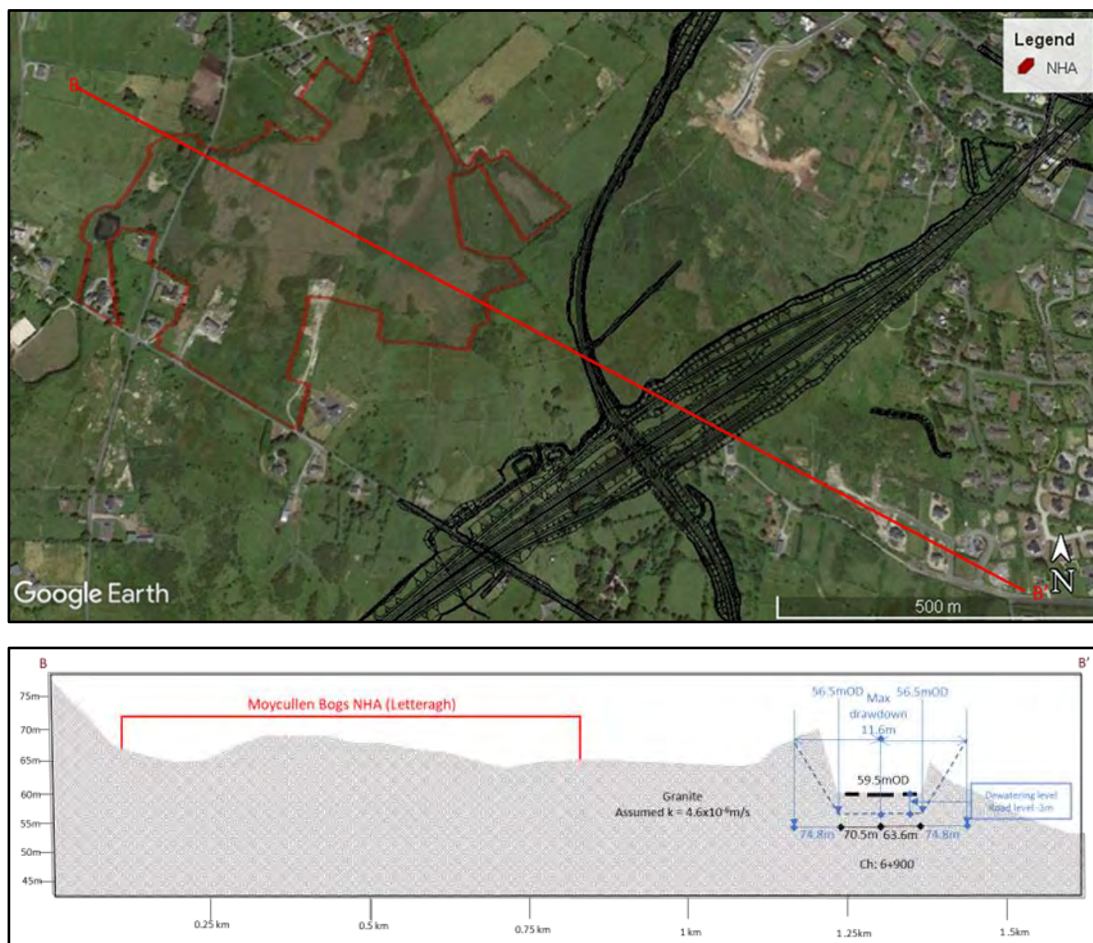 Legend
NHA
B
B'
N
500 m
Google Earth
B
B'
75m
70m
65m
60m
55m
50m
45m
Moycullen Bogs NHA (Letteragh)
56.5mOD
56.5mOD
Max
drawdown
11.6m
59.5mOD
Dewatering level
Road level -3m
Granite
Assumed k = 4.6x10⁻⁶m/s
74.8m
70.5m
63.6m
74.8m
Ch: 6+900
0.25 km
0.5 km
0.75 km
1 km
1.25km
1.5km